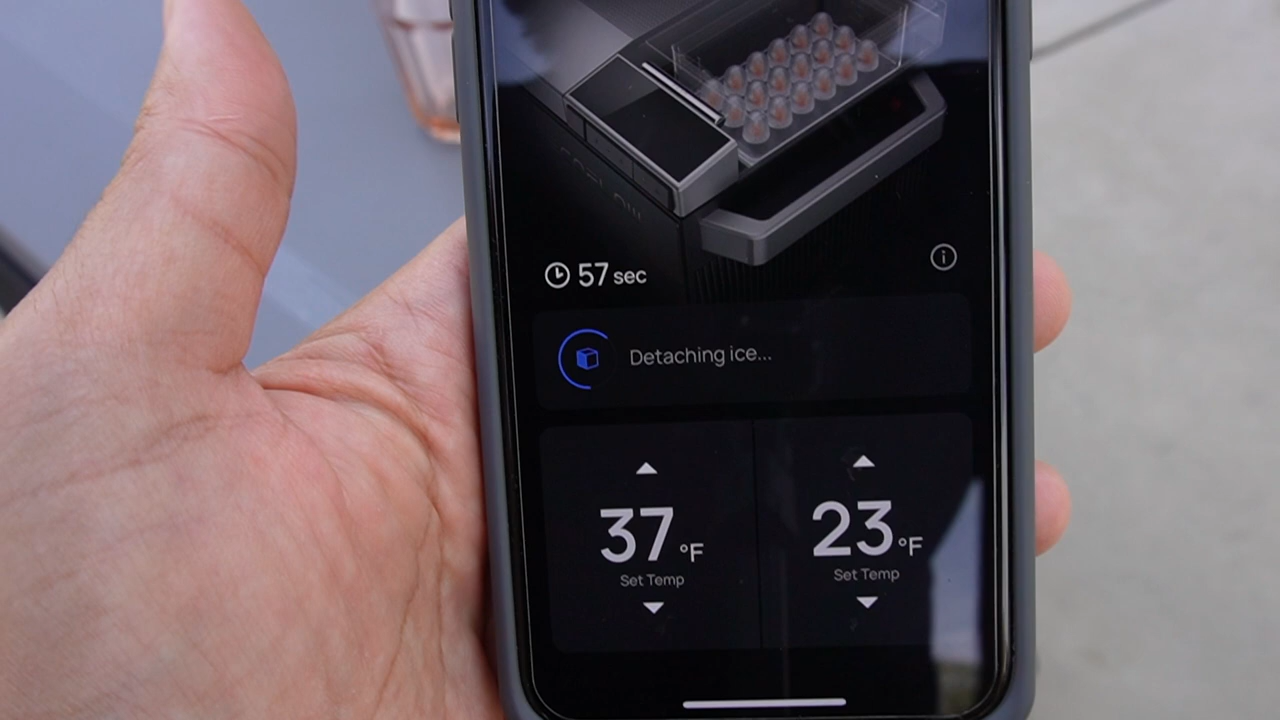 57 sec
Detaching ice...
37 °F
Set Temp
23 °F
Set Temp